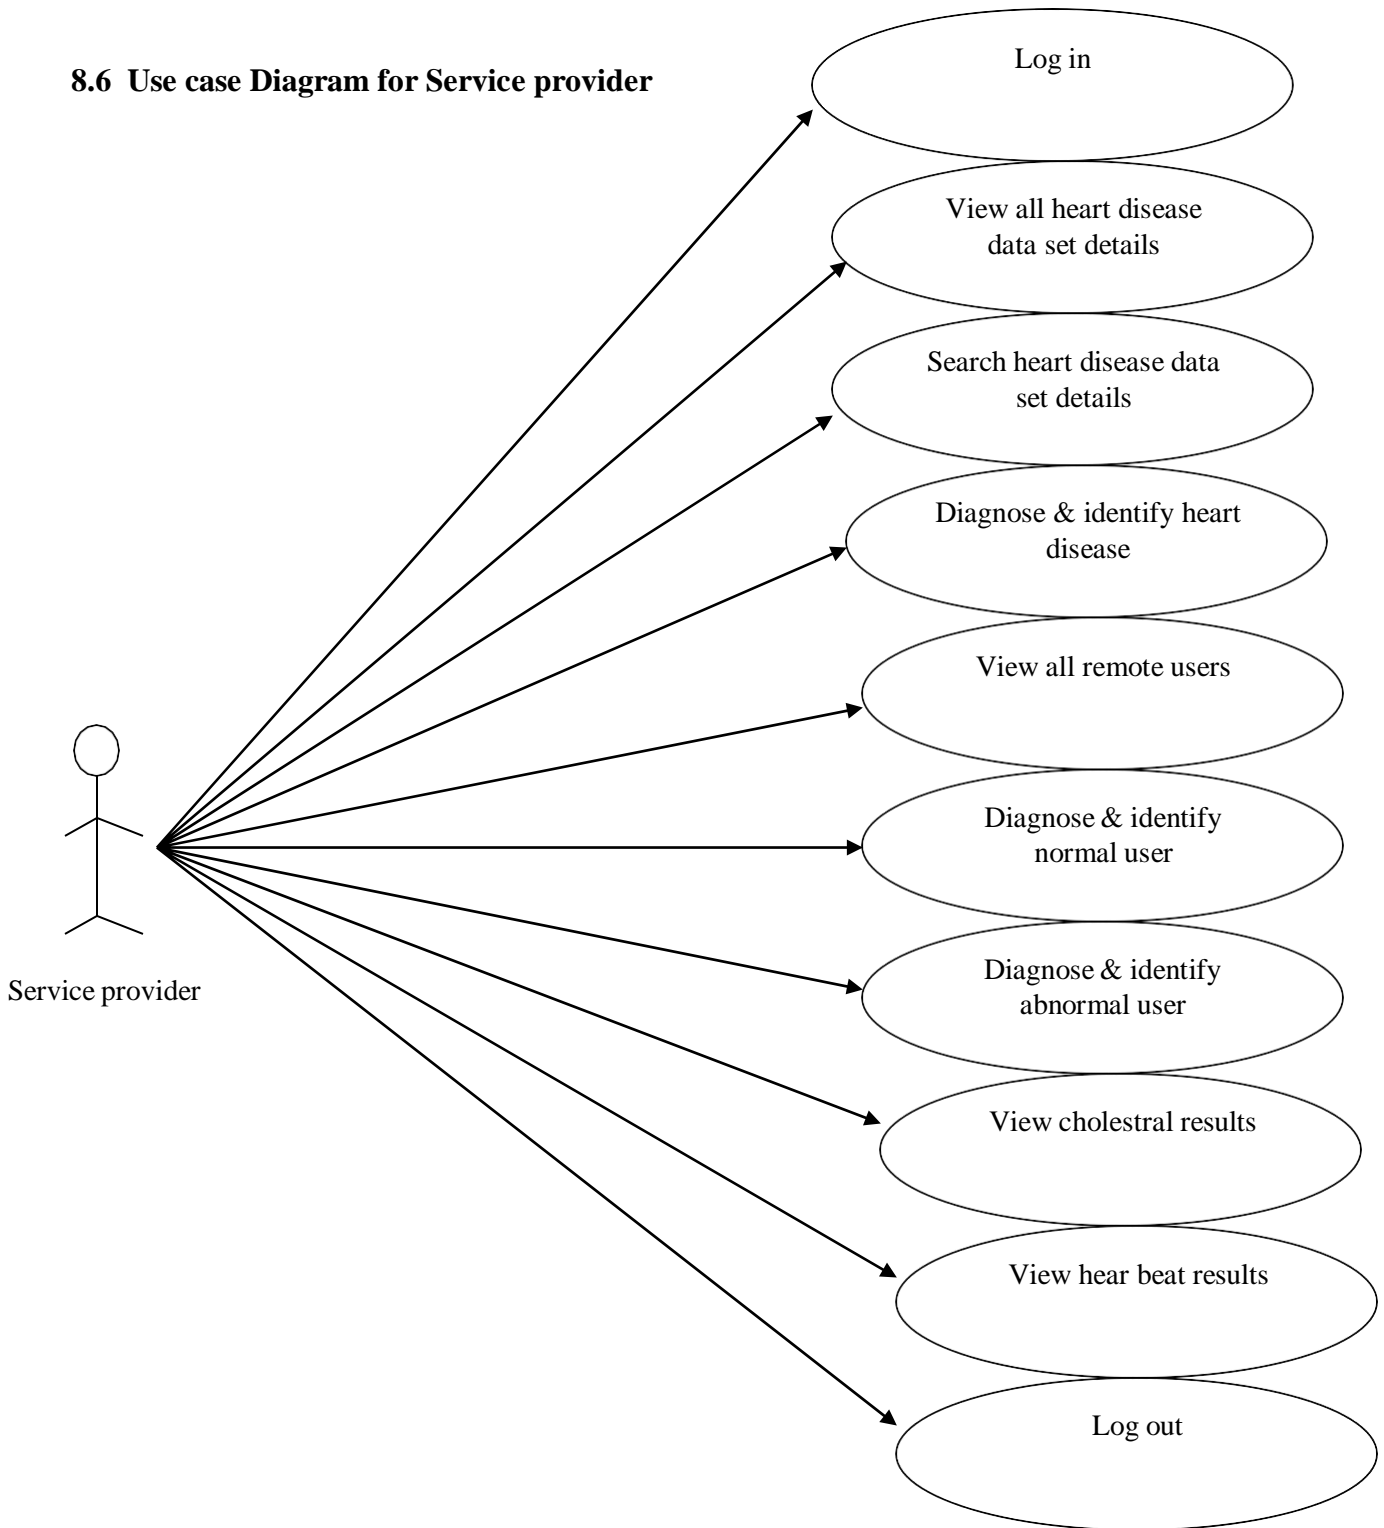 8.6  Use case Diagram for Service provider
Log in
View all heart disease
data set details
Search heart disease data
set details
Diagnose & identify heart
disease
View all remote users
Diagnose & identify
normal user
Diagnose & identify
abnormal user
Service provider
View cholestral results
View hear beat results
Log out